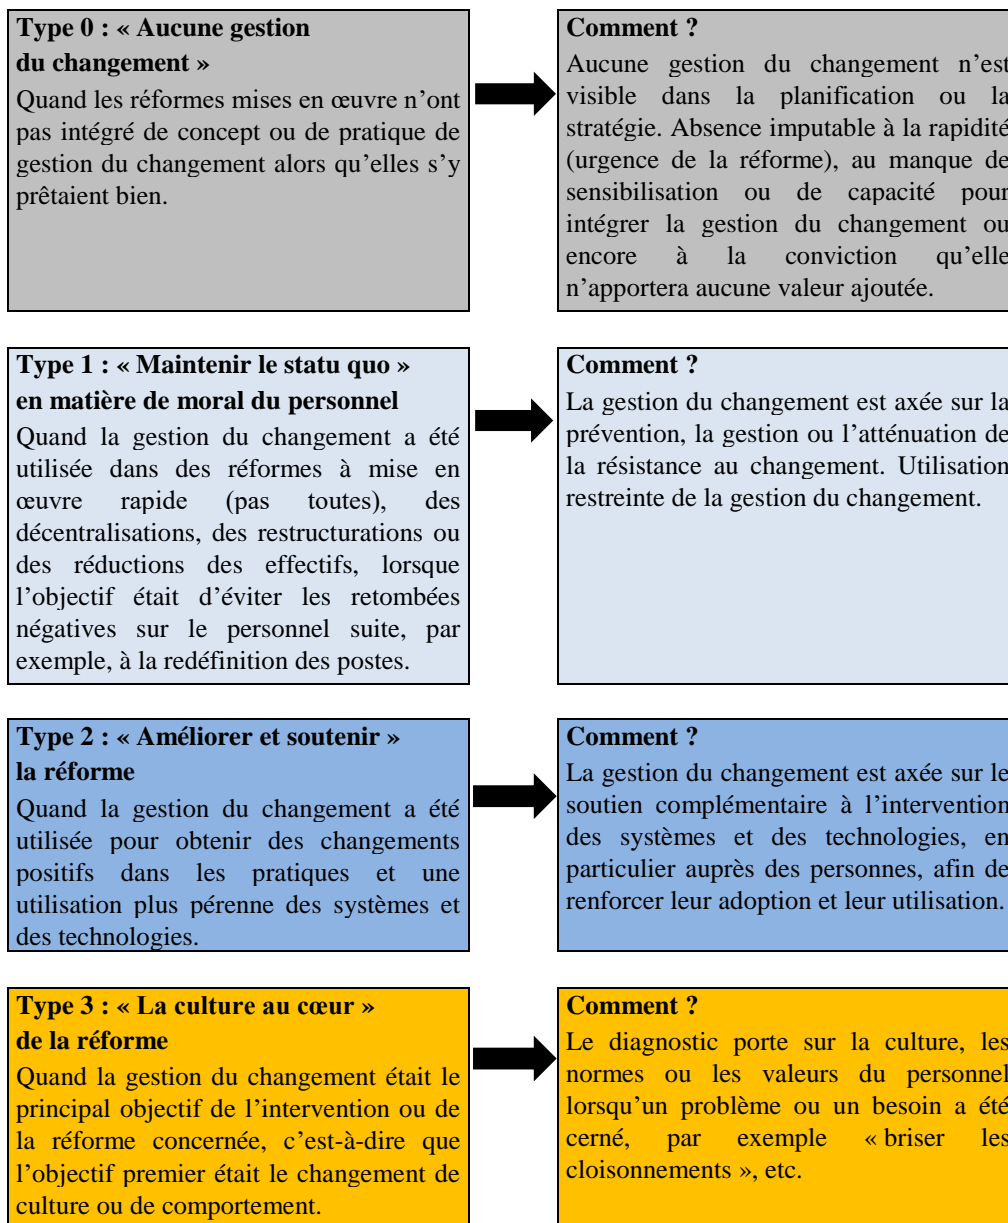 Type 0 : « Aucune gestion
du changement »
Quand les réformes mises en œuvre n’ont
pas intégré de concept ou de pratique de
gestion du changement alors qu’elles s’y
prêtaient bien.
Comment ?
Aucune gestion du changement n’est
visible dans la planification ou la
stratégie. Absence imputable à la rapidité
(urgence de la réforme), au manque de
sensibilisation ou de capacité pour
intégrer la gestion du changement ou
encore à la conviction qu’elle
n’apportera aucune valeur ajoutée.
Type 1 : « Maintenir le statu quo »
en matière de moral du personnel
Quand la gestion du changement a été
utilisée dans des réformes à mise en
œuvre rapide (pas toutes), des
décentralisations, des restructurations ou
des réductions des effectifs, lorsque
l’objectif était d’éviter les retombées
négatives sur le personnel suite, par
exemple, à la redéfinition des postes.
Comment ?
La gestion du changement est axée sur la
prévention, la gestion ou l’atténuation de
la résistance au changement. Utilisation
restreinte de la gestion du changement.
Type 2 : « Améliorer et soutenir »
la réforme
Quand la gestion du changement a été
utilisée pour obtenir des changements
positifs dans les pratiques et une
utilisation plus pérenne des systèmes et
des technologies.
Comment ?
La gestion du changement est axée sur le
soutien complémentaire à l’intervention
des systèmes et des technologies, en
particulier auprès des personnes, afin de
renforcer leur adoption et leur utilisation.
Type 3 : « La culture au cœur »
de la réforme
Quand la gestion du changement était le
principal objectif de l’intervention ou de
la réforme concernée, c’est-à-dire que
l’objectif premier était le changement de
culture ou de comportement.
Comment ?
Le diagnostic porte sur la culture, les
normes ou les valeurs du personnel
lorsqu’un problème ou un besoin a été
cerné, par exemple « briser les
cloisonnements », etc.